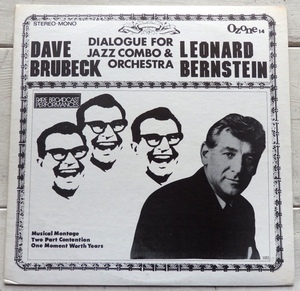 STEREO-MONO
Ozone 14
DAVE
BRUBECK
DIALOGUE FOR
JAZZ COMBO &
ORCHESTRA
LEONARD
BERNSTEIN
RARE BROADCAST
PERFORMANCES
Musical Montage
Two Part Contention
One Moment Worth Years